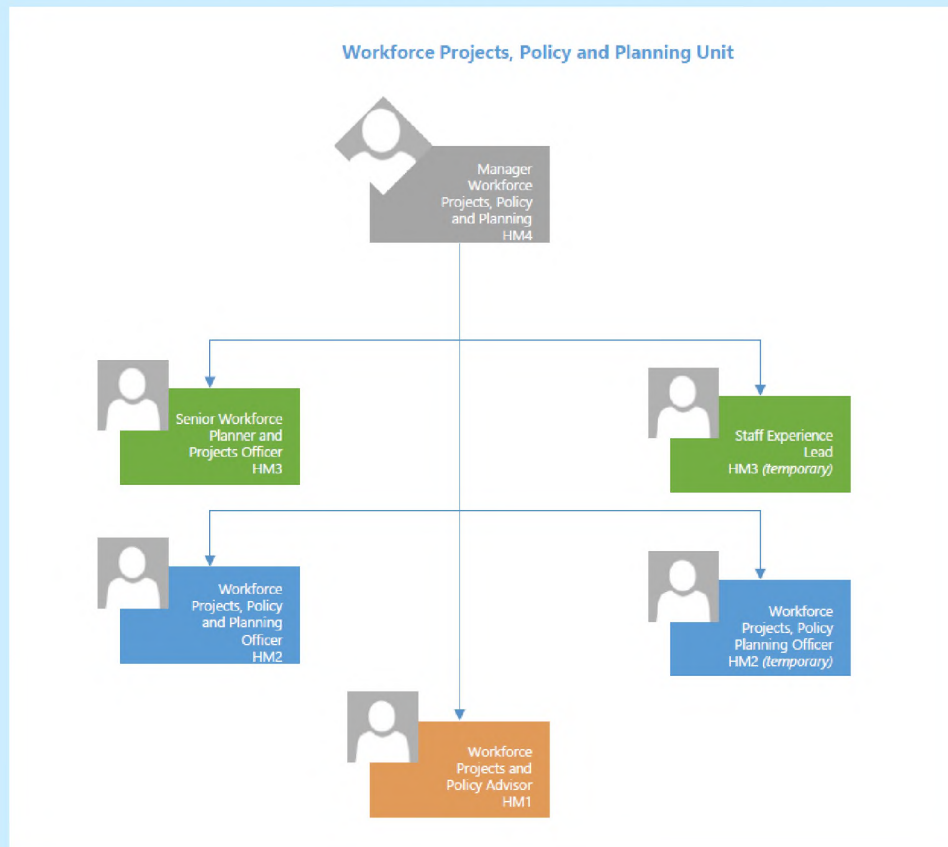 Workforce Projects, Policy and Planning Unit
Manager
Workforce
Projects, Policy
and Planning
HM4
Senior Workforce
Planner and
Projects Officer
HM3
Staff Experience
Lead
HM3 (temporary)
Workforce
Projects, Policy
and Planning
Officer
HM2
Workforce
Projects, Policy
Planning Officer
HM2 (temporary)
Workforce
Projects and
Policy Advisor
HM1